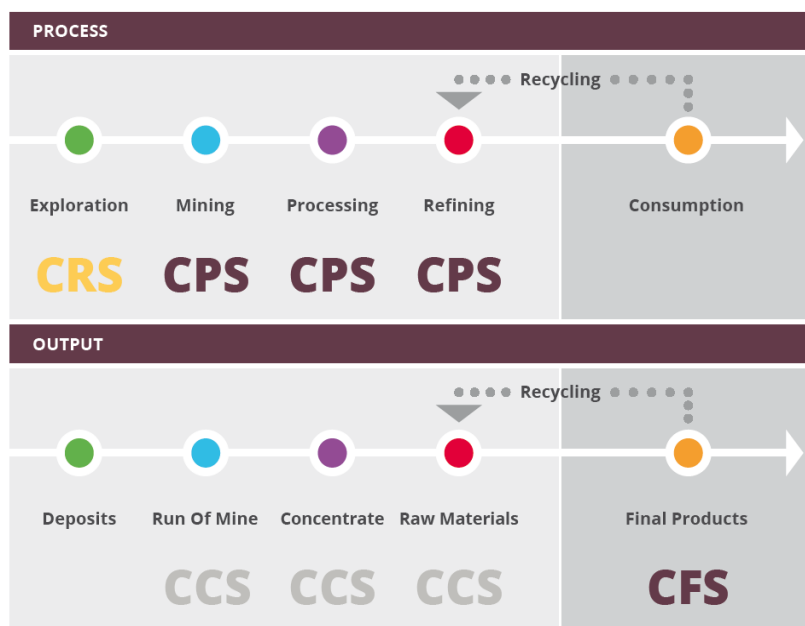 PROCESS
Recycling
Exploration Mining Processing Refining Consumption
CRS CPS CPS CPS
OUTPUT
Recycling
Deposits Run Of Mine Concentrate Raw Materials Final Products
CCS CCS CCS CFS